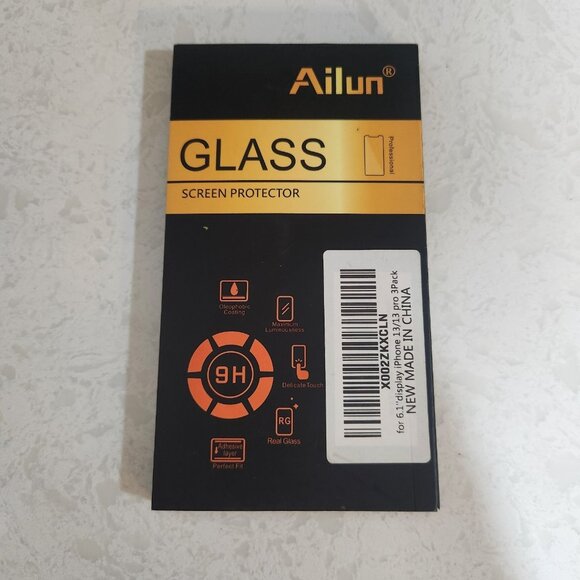 Ailun®
GLASS
Professional
SCREEN PROTECTOR
Oleophobic
Coating
Maximum
Luminousness
9H
Delicate Touch
RG
Real Glass
Adhesive
layer
Perfect Fit
X002ZKXCLN
for 6.1"display iPhone 13/13 pro 3Pack
NEW MADE IN CHINA